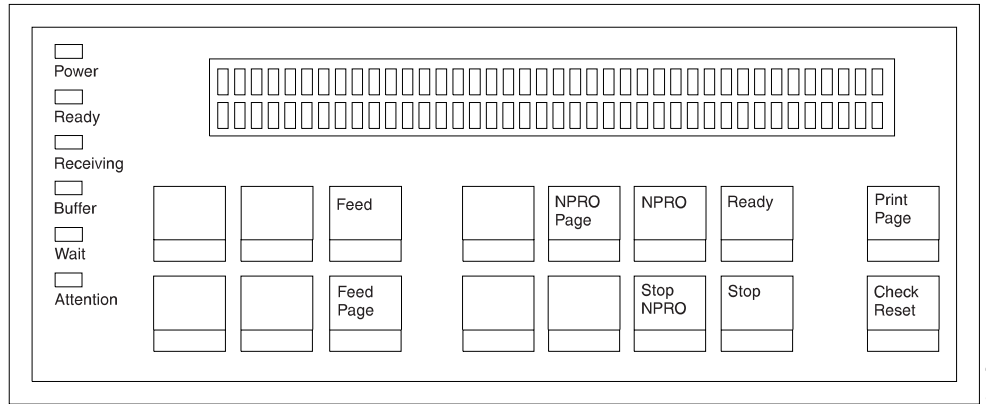 Power
Ready
Receiving
Buffer
Wait
Attention
Feed
NPRO
Page
NPRO
Ready
Print
Page
Feed
Page
Stop
NPRO
Stop
Check
Reset